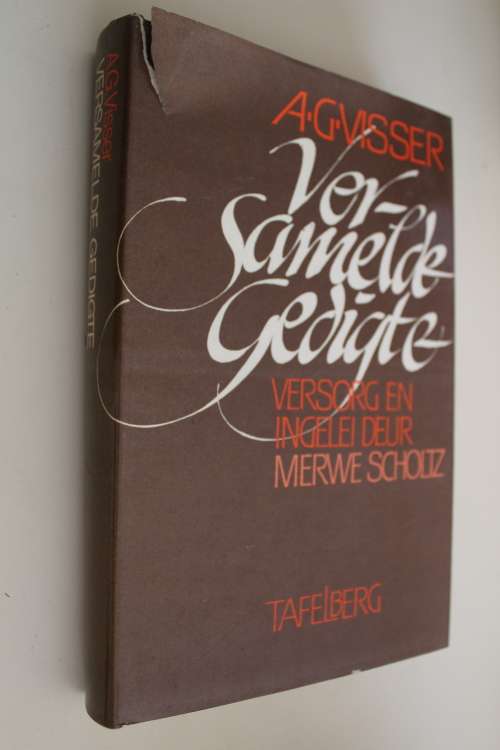 A.G.VISSER
Ver-
samelde
Gedigte
VERSORG EN
INGELEI DEUR
MERWE SCHOLTZ
TAFELBERG
A.G.VISSER
VERSAMELDE GEDIGTE